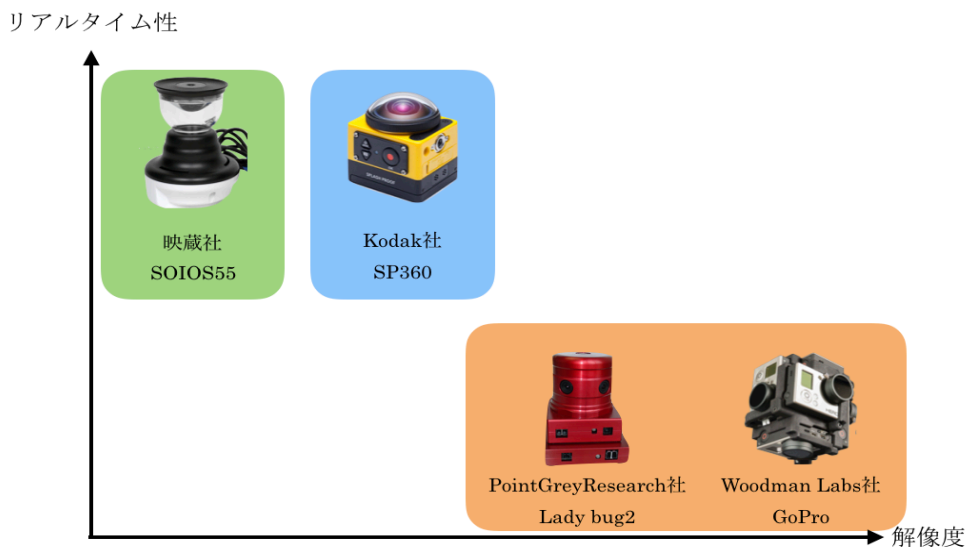 リアルタイム性
映蔵社
SOIOS55
Kodak社
SP360
SPLASH PROOF
PointGreyResearch社
Lady bug2
Woodman Labs社
GoPro
解像度